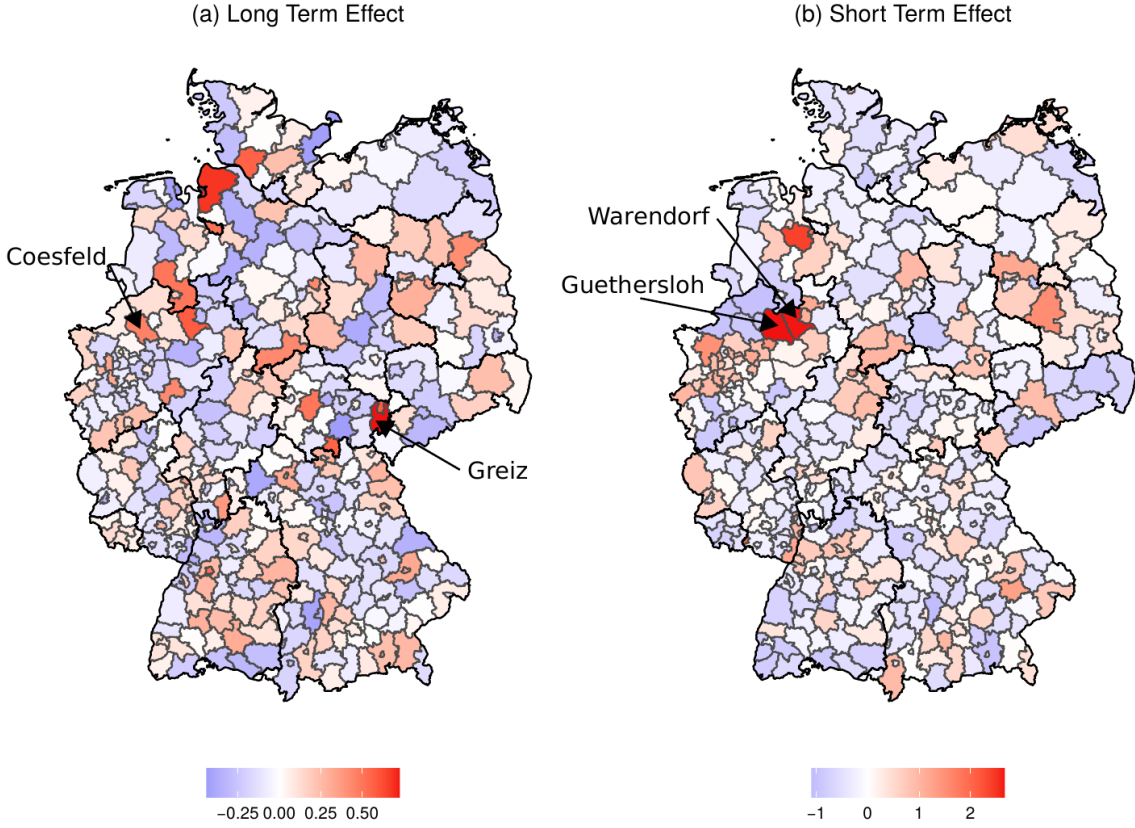 (a) Long Term Effect
(b) Short Term Effect
Coesfeld
Greiz
Warendorf
Guethersloh
−0.25 0.00 0.25 0.50
−1 0 1 2